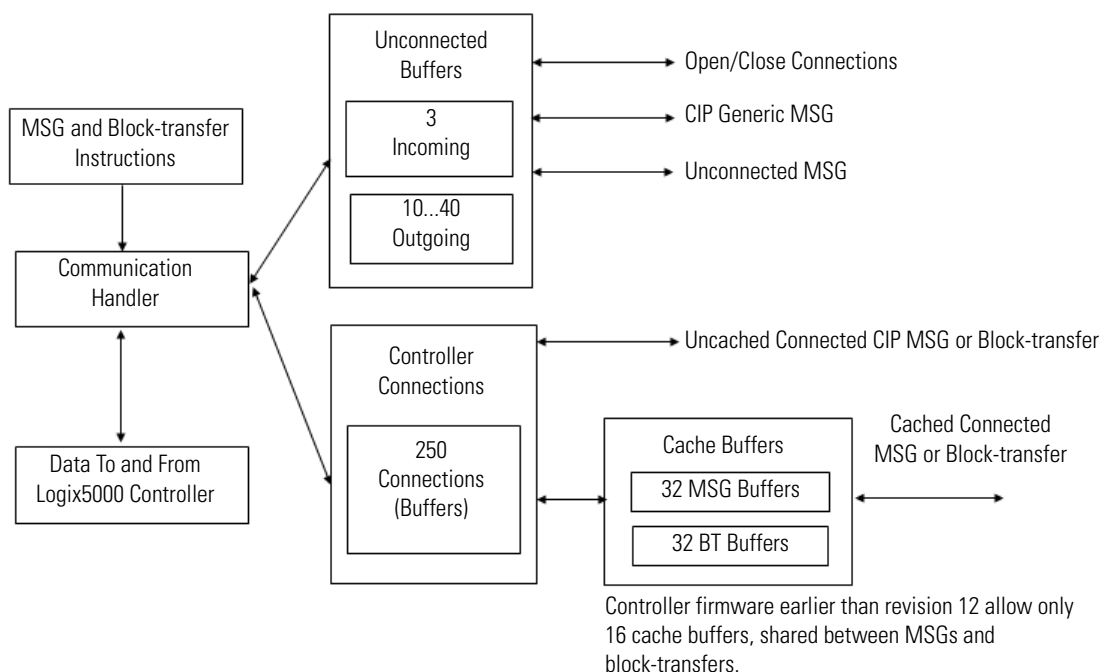 MSG and Block-transfer
Instructions
Communication
Handler
Data To and From
Logix5000 Controller
Unconnected
Buffers
3
Incoming
10...40
Outgoing
Open/Close Connections
CIP Generic MSG
Unconnected MSG
Controller
Connections
250
Connections
(Buffers)
Uncached Connected CIP MSG or Block-transfer
Cache Buffers
32 MSG Buffers
32 BT Buffers
Cached Connected
MSG or Block-transfer
Controller firmware earlier than revision 12 allow only
16 cache buffers, shared between MSGs and
block-transfers.